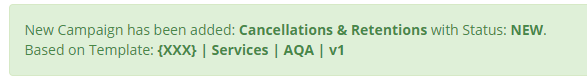 New Campaign has been added: Cancellations & Retentions with Status: NEW.
Based on Template: {XXX} | Services | AQA | v1